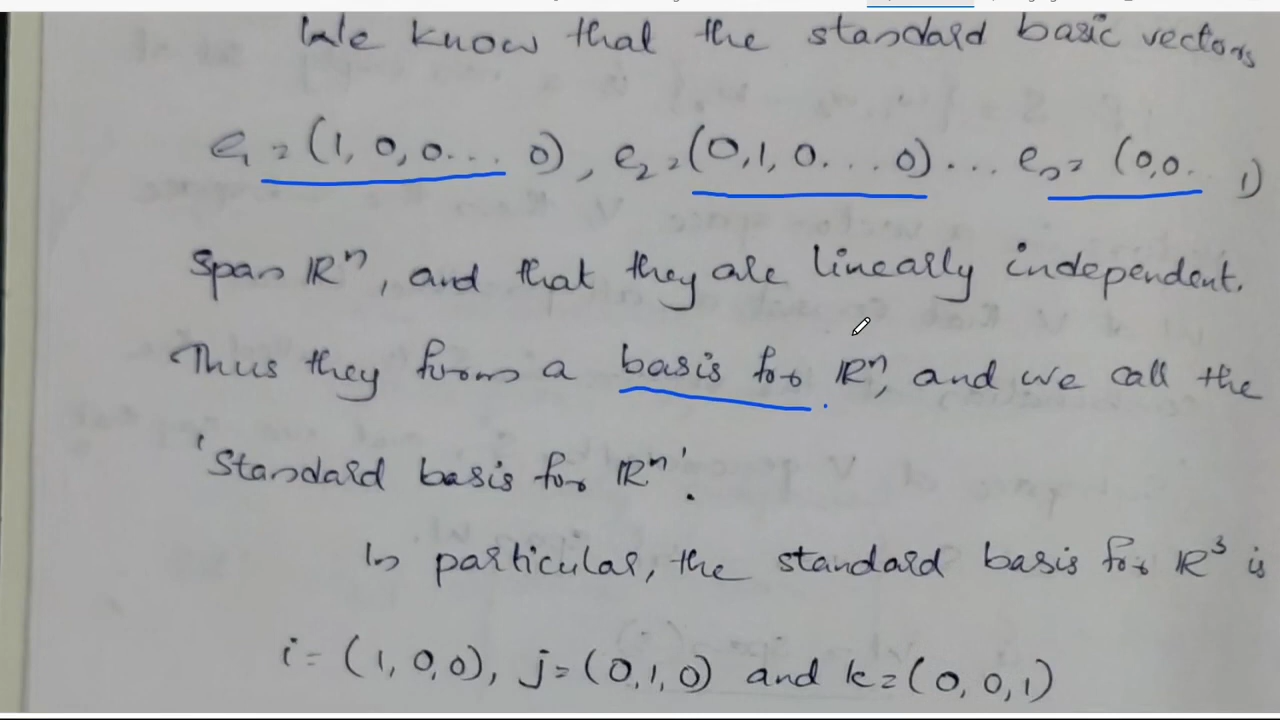 We know that the standard basic vectors
e₁ = (1, 0, 0... 0), e₂ = (0, 1, 0... 0)... eₙ = (0, 0. 1)
Span ℝⁿ, and that they are linearly independent.
Thus they form a basis for ℝⁿ, and we call the
'Standard basis for ℝⁿ'.
In particular, the standard basis for ℝ³ is
i = (1, 0, 0), j = (0, 1, 0) and k = (0, 0, 1)